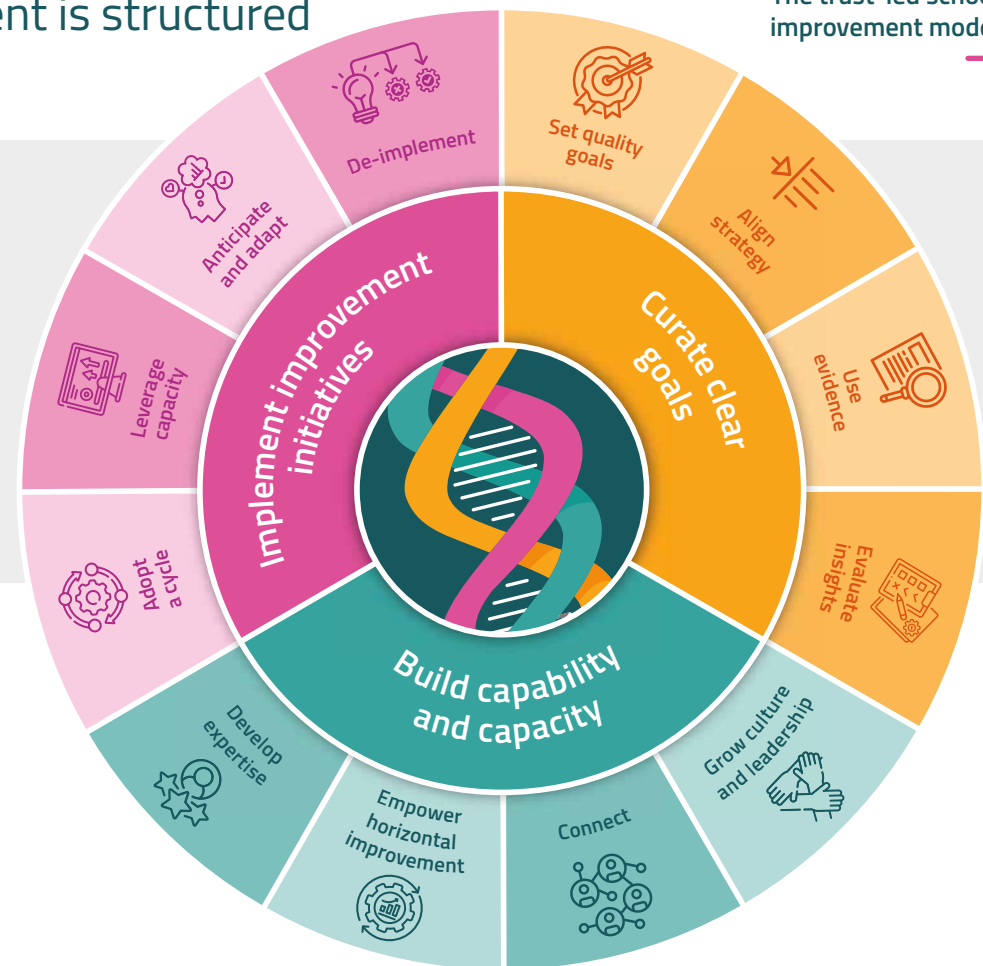 ent is structured
The trust-led schoo
improvement mode
Set quality
goals
Align
strategy
Use
evidence
Evaluate
insights
Grow culture
and leadership
Connect
Empower
horizontal
improvement
Develop
expertise
Adopt
a cycle
Leverage
capacity
Anticipate
and adapt
De-implement
Curate clear
goals
Build capability
and capacity
Implement improvement
initiatives